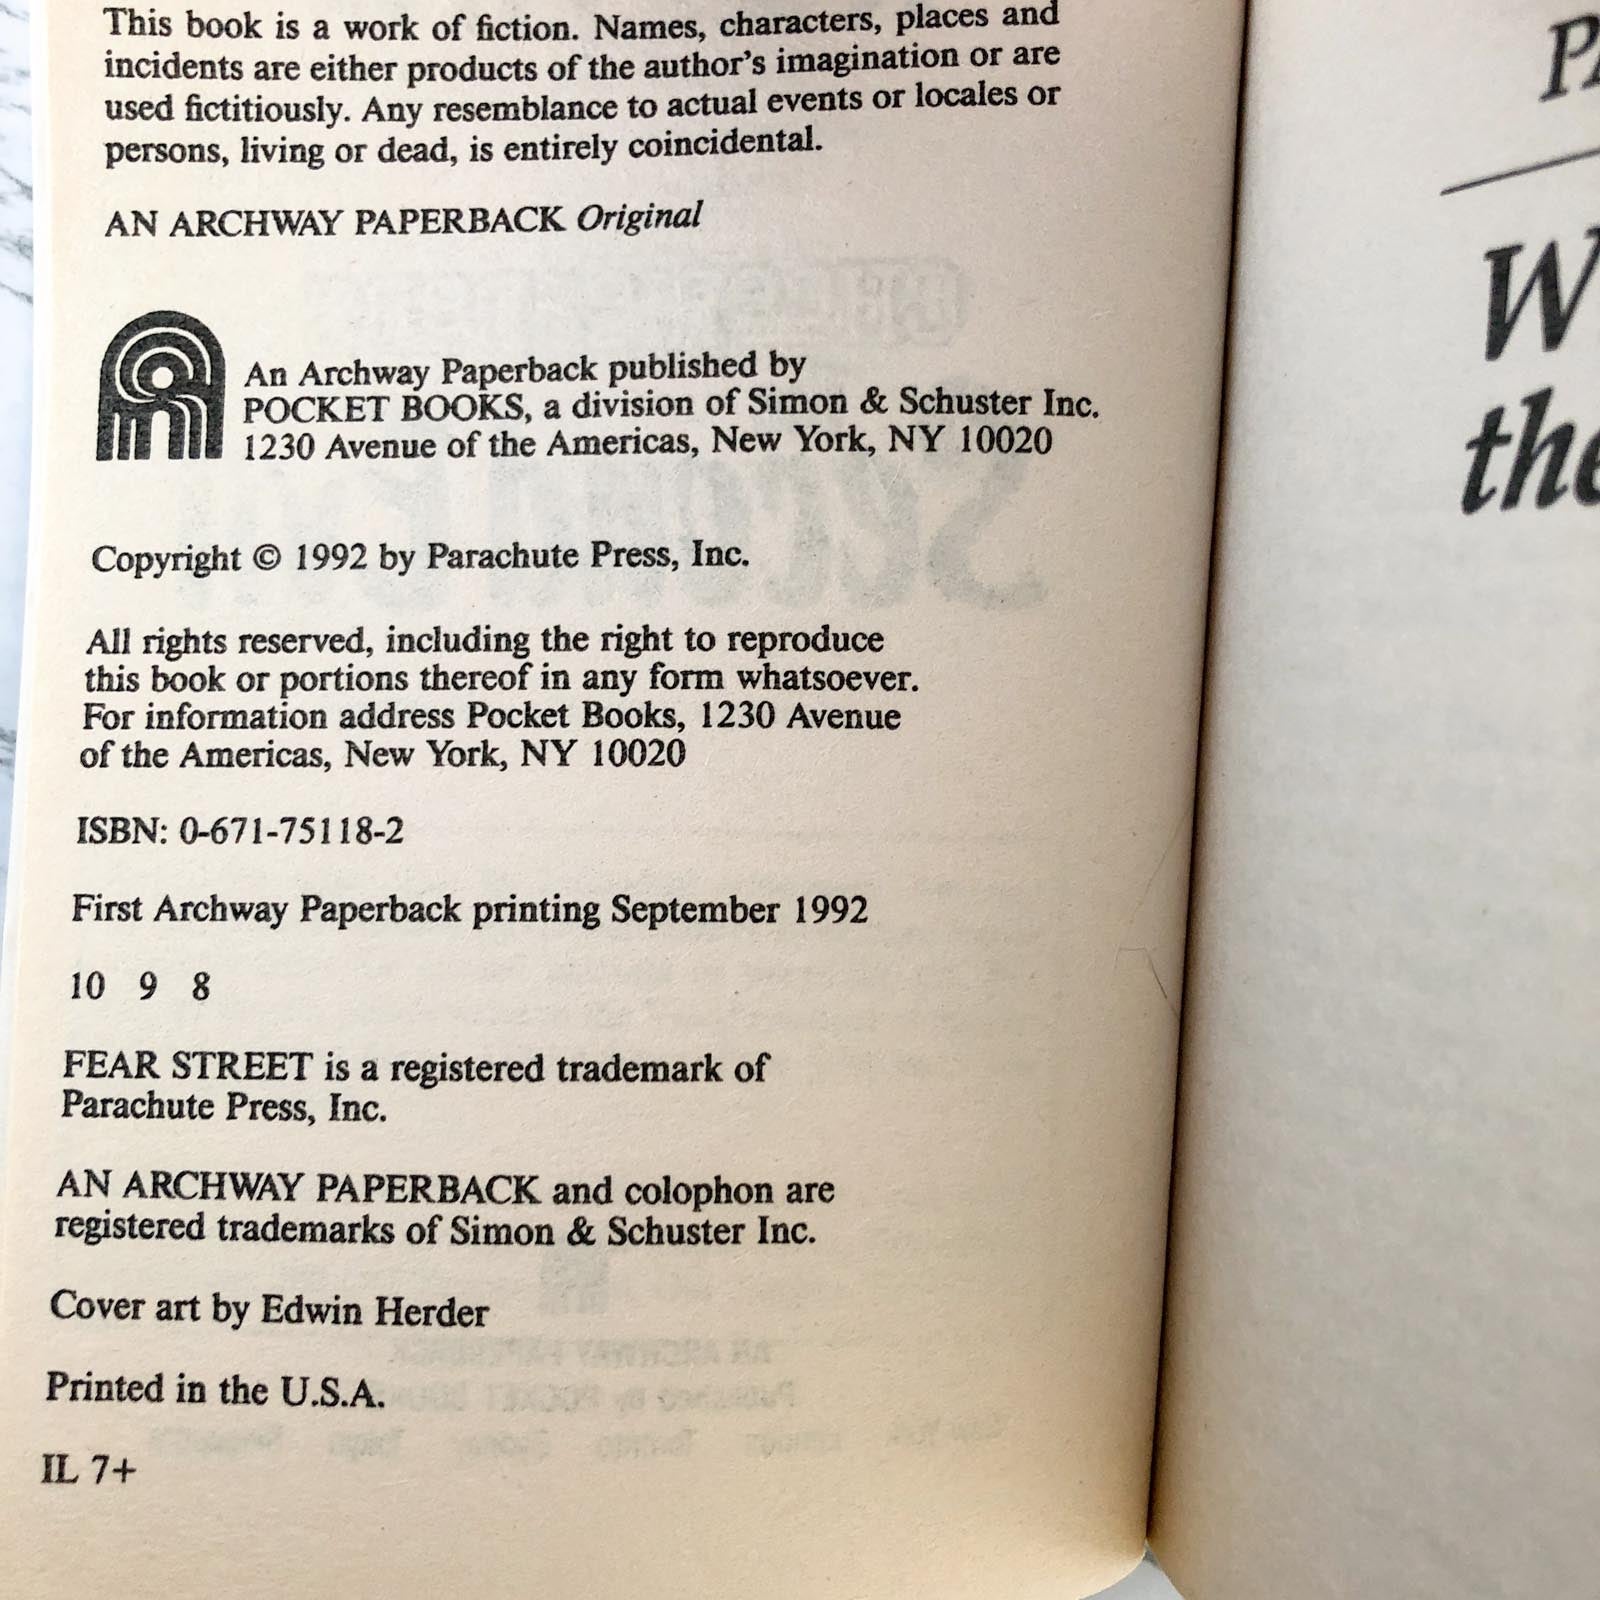 This book is a work of fiction. Names, characters, places and
incidents are either products of the author's imagination or are
used fictitiously. Any resemblance to actual events or locales or
persons, living or dead, is entirely coincidental.
AN ARCHWAY PAPERBACK Original
An Archway Paperback published by
POCKET BOOKS, a division of Simon & Schuster Inc.
1230 Avenue of the Americas, New York, NY 10020
Copyright © 1992 by Parachute Press, Inc.
All rights reserved, including the right to reproduce
this book or portions thereof in any form whatsoever.
For information address Pocket Books, 1230 Avenue
of the Americas, New York, NY 10020
ISBN: 0-671-75118-2
First Archway Paperback printing September 1992
10 9 8
FEAR STREET is a registered trademark of
Parachute Press, Inc.
AN ARCHWAY PAPERBACK and colophon are
registered trademarks of Simon & Schuster Inc.
Cover art by Edwin Herder
Printed in the U.S.A.
IL 7+
the